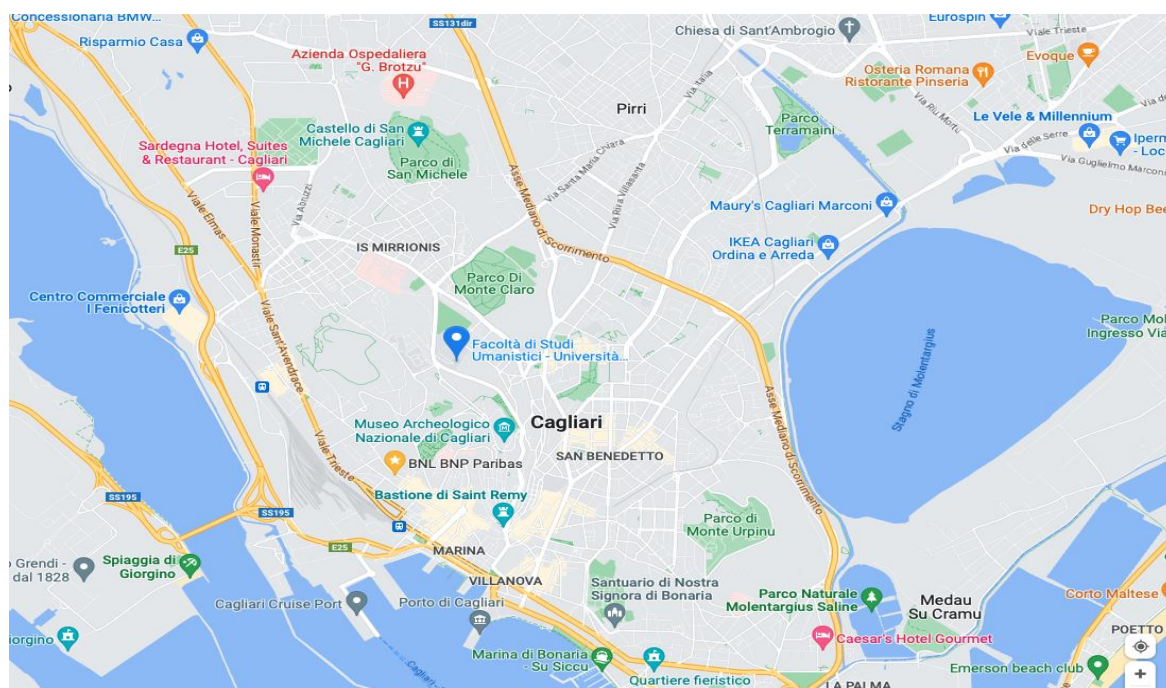 Concessionaria BMW...
Risparmio Casa
SS131dir
Azienda Ospedaliera
"G. Brotzu"
H
Chiesa di Sant'Ambrogio
Eurospin
Viale Trieste
Evoque
Osteria Romana
Ristorante Pinseria
Pirri
Via Italia
Parco
Terramaini
Via Riu Mortu
Le Vele & Millennium
Via delle Serre
Iperm
- Loc
Via Guglielmo Marconi
Castello di San
Michele Cagliari
Parco di
San Michele
Sardegna Hotel, Suites
& Restaurant - Cagliari
Via Santa Maria Chiara
Via Riva Villasanta
Asse Mediano di Scorrimento
Viale Elmas
Viale Monastir
Via Abruzzi
Maury's Cagliari Marconi
Dry Hop Bee
IS MIRRIONIS
E25
IKEA Cagliari
Ordina e Arreda
Parco Di
Monte Claro
Centro Commerciale
I Fenicotteri
Viale Sant'Avendrace
Parco Mol
Ingresso Via
Facoltà di Studi
Umanistici - Università...
Stagno di Molentargius
Museo Archeologico
Nazionale di Cagliari
Cagliari
Asse Mediano di Scorrimento
Viale Trieste
BNL BNP Paribas
SAN BENEDETTO
SS195
Bastione di Saint Remy
SS195
Parco di
Monte Urpinu
E25
MARINA
Grendi -
dal 1828
Spiaggia di
Giorgino
VILLANOVA
Santuario di Nostra
Signora di Bonaria
Parco Naturale
Molentargius Saline
Medau
Su Cramu
Corto Maltese
Cagliari Cruise Port
Porto di Cagliari
POETTO
iorgino
Caesar's Hotel Gourmet
Marina di Bonaria
- Su Siccu
Quartiere fieristico
Emerson beach club
LA PALMA
+